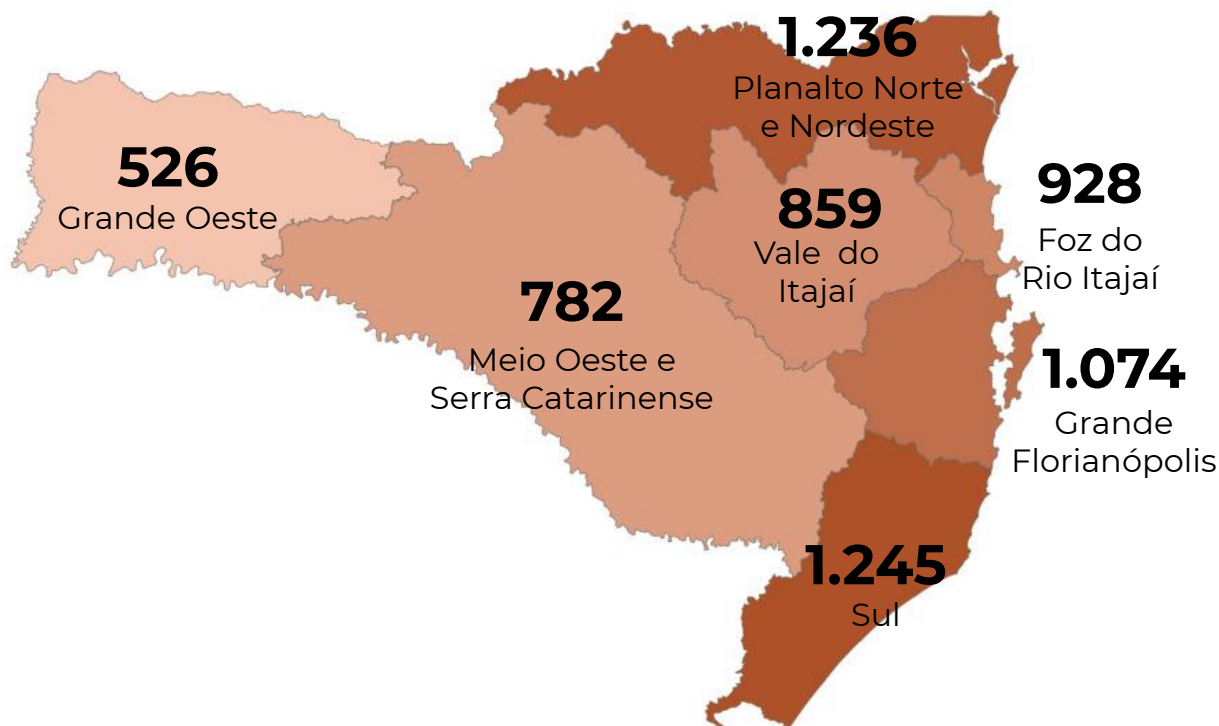 1.236
Planalto Norte
e Nordeste
526
Grande Oeste
859
Vale do
Itajaí
928
Foz do
Rio Itajaí
782
Meio Oeste e
Serra Catarinense
1.074
Grande
Florianópolis
1.245
Sul